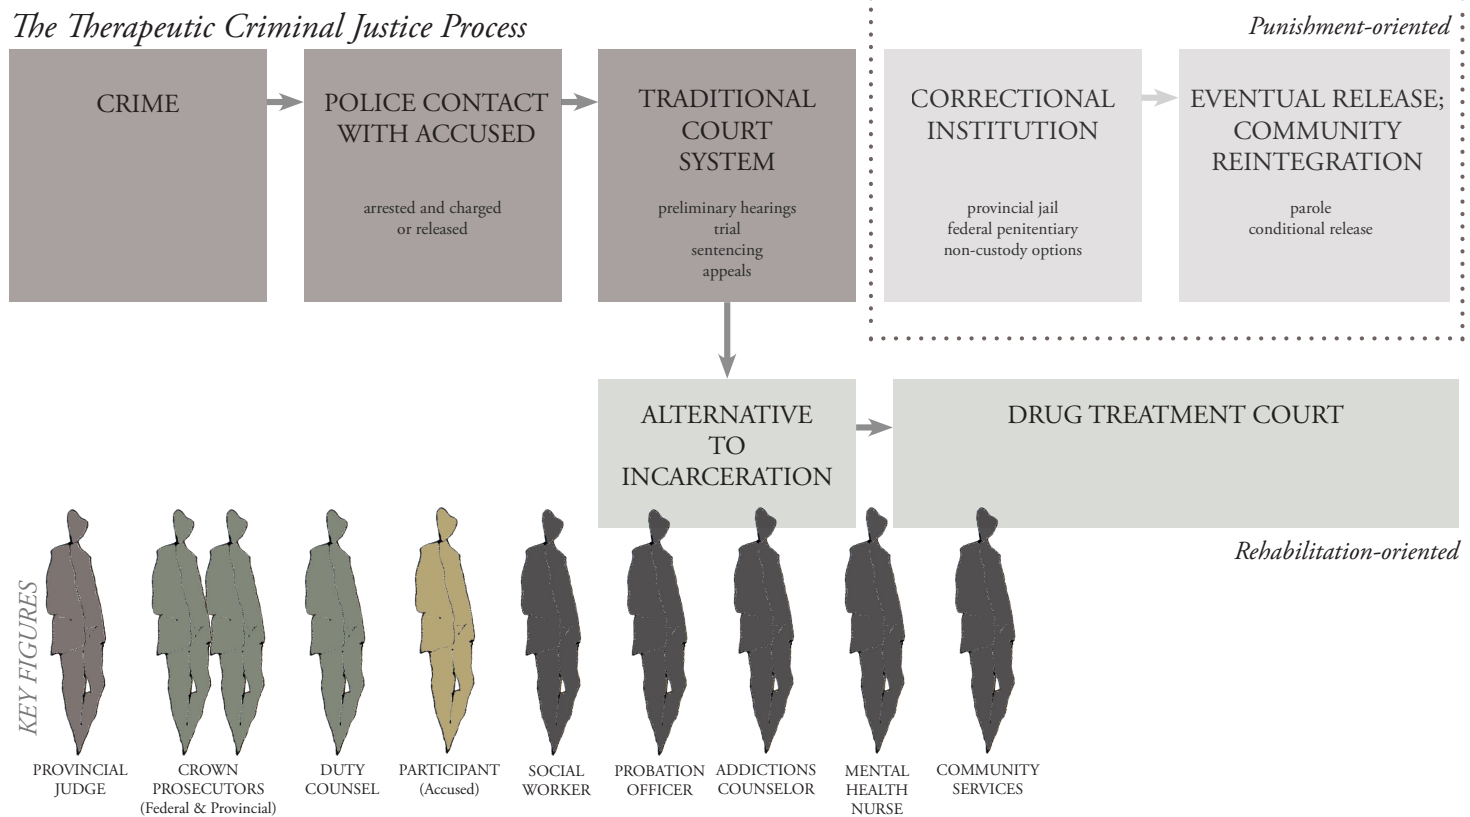 The Therapeutic Criminal Justice Process
Punishment-oriented
CRIME
POLICE CONTACT
WITH ACCUSED
arrested and charged
or released
TRADITIONAL
COURT
SYSTEM
preliminary hearings
trial
sentencing
appeals
CORRECTIONAL
INSTITUTION
provincial jail
federal penitentiary
non-custody options
EVENTUAL RELEASE;
COMMUNITY
REINTEGRATION
parole
conditional release
ALTERNATIVE
TO
INCARCERATION
DRUG TREATMENT COURT
Rehabilitation-oriented
KEY FIGURES
PROVINCIAL
JUDGE
CROWN
PROSECUTORS
(Federal & Provincial)
DUTY
COUNSEL
PARTICIPANT
(Accused)
SOCIAL
WORKER
PROBATION
OFFICER
ADDICTIONS
COUNSELOR
MENTAL
HEALTH
NURSE
COMMUNITY
SERVICES